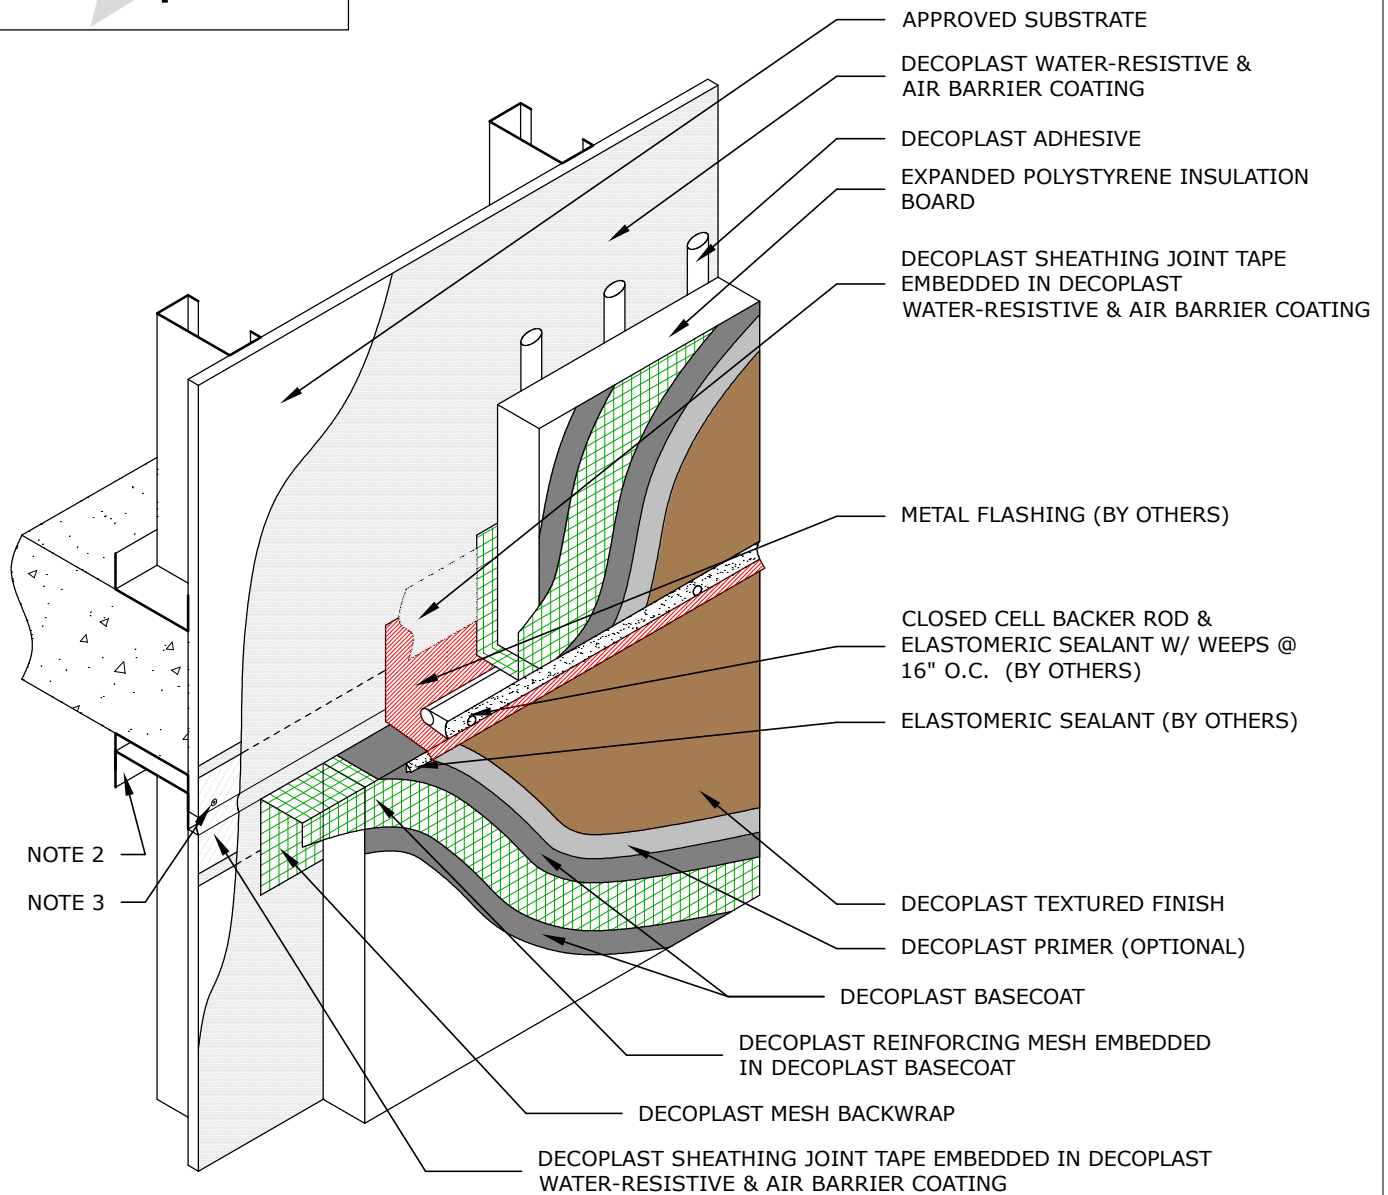 APPROVED SUBSTRATE
DECOPLAST WATER-RESISTIVE &
AIR BARRIER COATING
DECOPLAST ADHESIVE
EXPANDED POLYSTYRENE INSULATION
BOARD
DECOPLAST SHEATHING JOINT TAPE
EMBEDDED IN DECOPLAST
WATER-RESISTIVE & AIR BARRIER COATING
METAL FLASHING (BY OTHERS)
CLOSED CELL BACKER ROD &
ELASTOMERIC SEALANT W/ WEEPS @
16" O.C. (BY OTHERS)
ELASTOMERIC SEALANT (BY OTHERS)
NOTE 2
NOTE 3
DECOPLAST TEXTURED FINISH
DECOPLAST PRIMER (OPTIONAL)
DECOPLAST BASECOAT
DECOPLAST REINFORCING MESH EMBEDDED
IN DECOPLAST BASECOAT
DECOPLAST MESH BACKWRAP
DECOPLAST SHEATHING JOINT TAPE EMBEDDED IN DECOPLAST
WATER-RESISTIVE & AIR BARRIER COATING